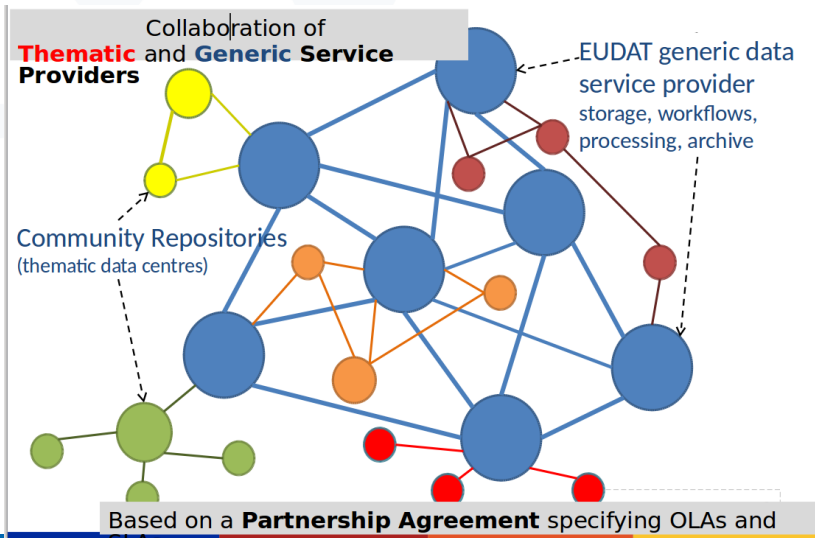 Collaboration of
Thematic and Generic Service
Providers
EUDAT generic data
service provider
storage, workflows,
processing, archive
Community Repositories
(thematic data centres)
Based on a Partnership Agreement specifying OLAs and